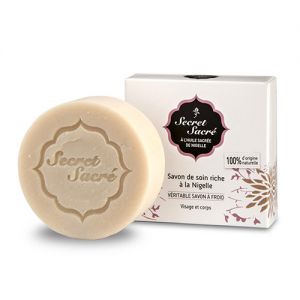 Secret
Sacré
Secret
Sacré
À L'HUILE SACRÉE
DE NIGELLE
100% d'origine
naturelle
Savon de soin riche
à la Nigelle
VÉRITABLE SAVON À FROID
Visage et corps